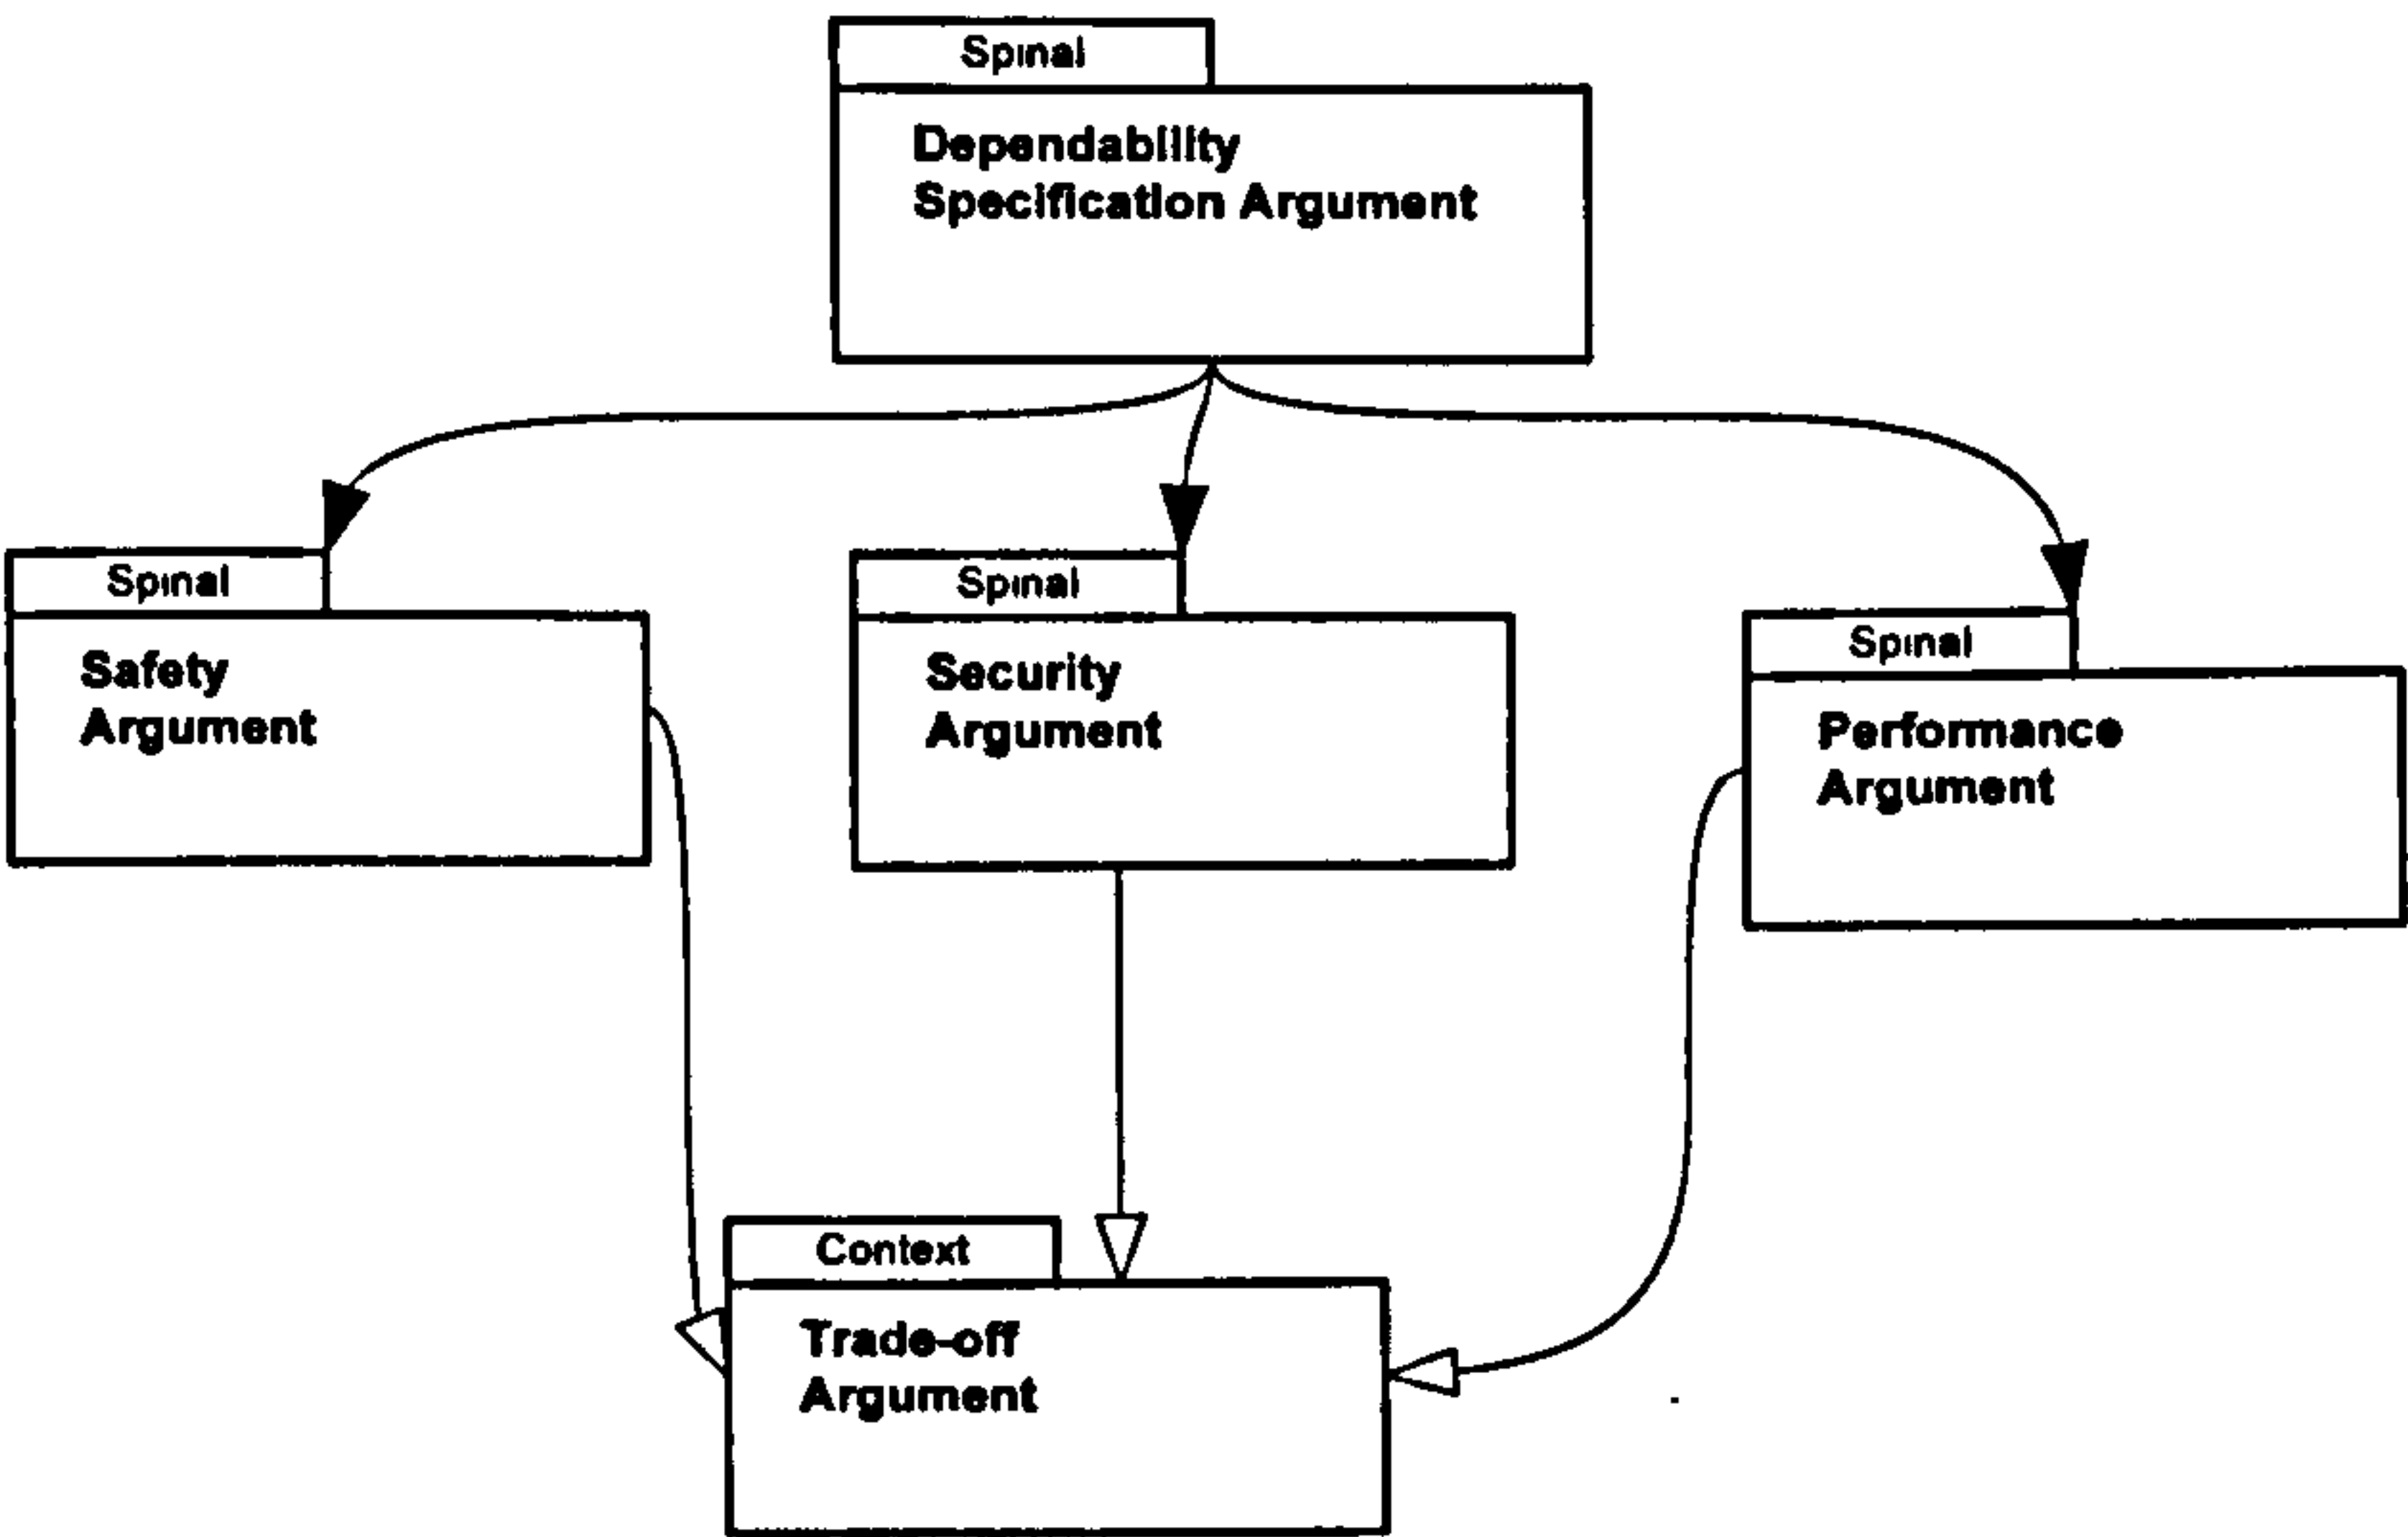 Spinal
Dependability
Specification Argument
Spinal
Safety
Argument
Spinal
Security
Argument
Spinal
Performance
Argument
Context
Trade-off
Argument